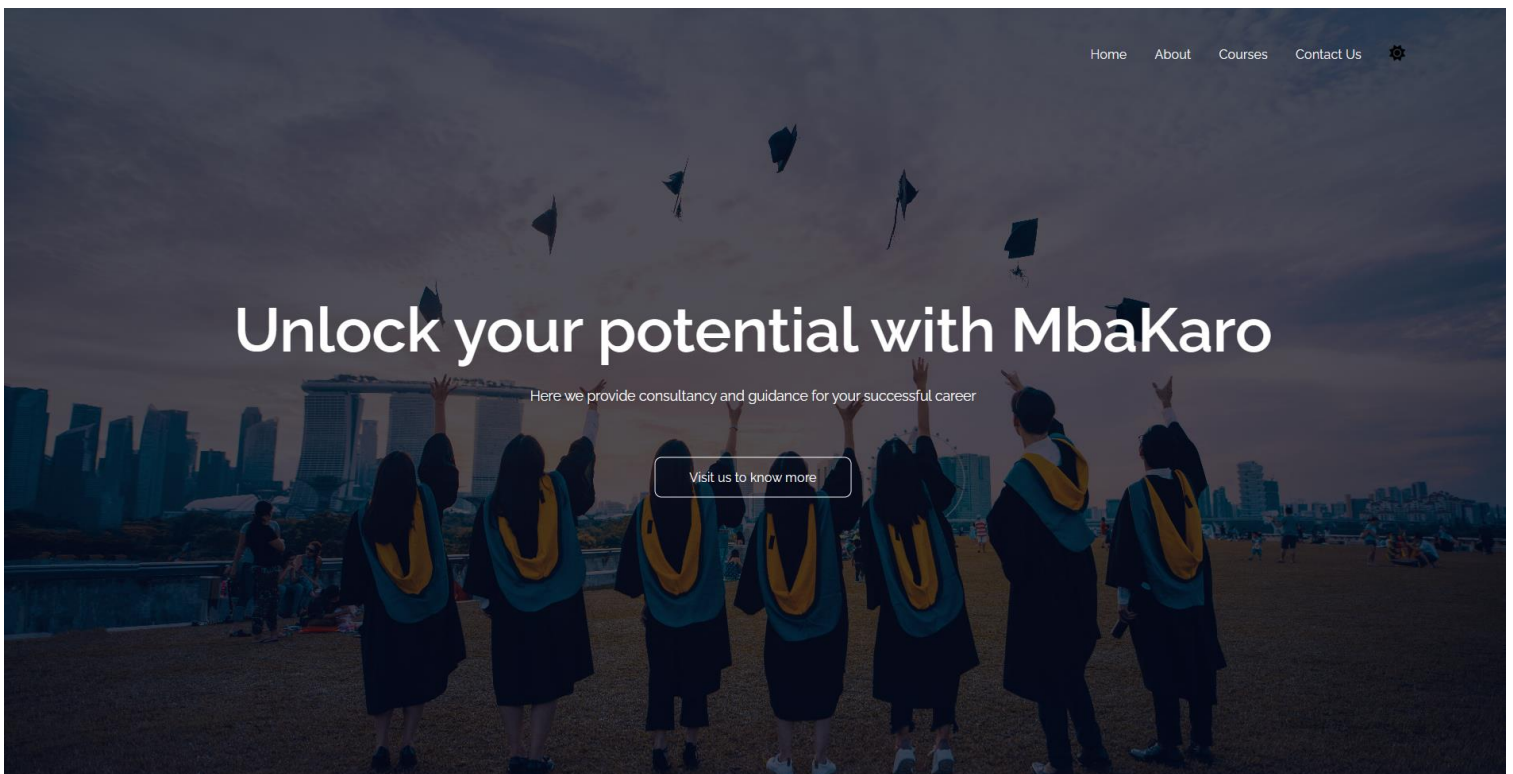 Home About Courses Contact Us
Unlock your potential with MbaKaro
Here we provide consultancy and guidance for your successful career
Visit us to know more